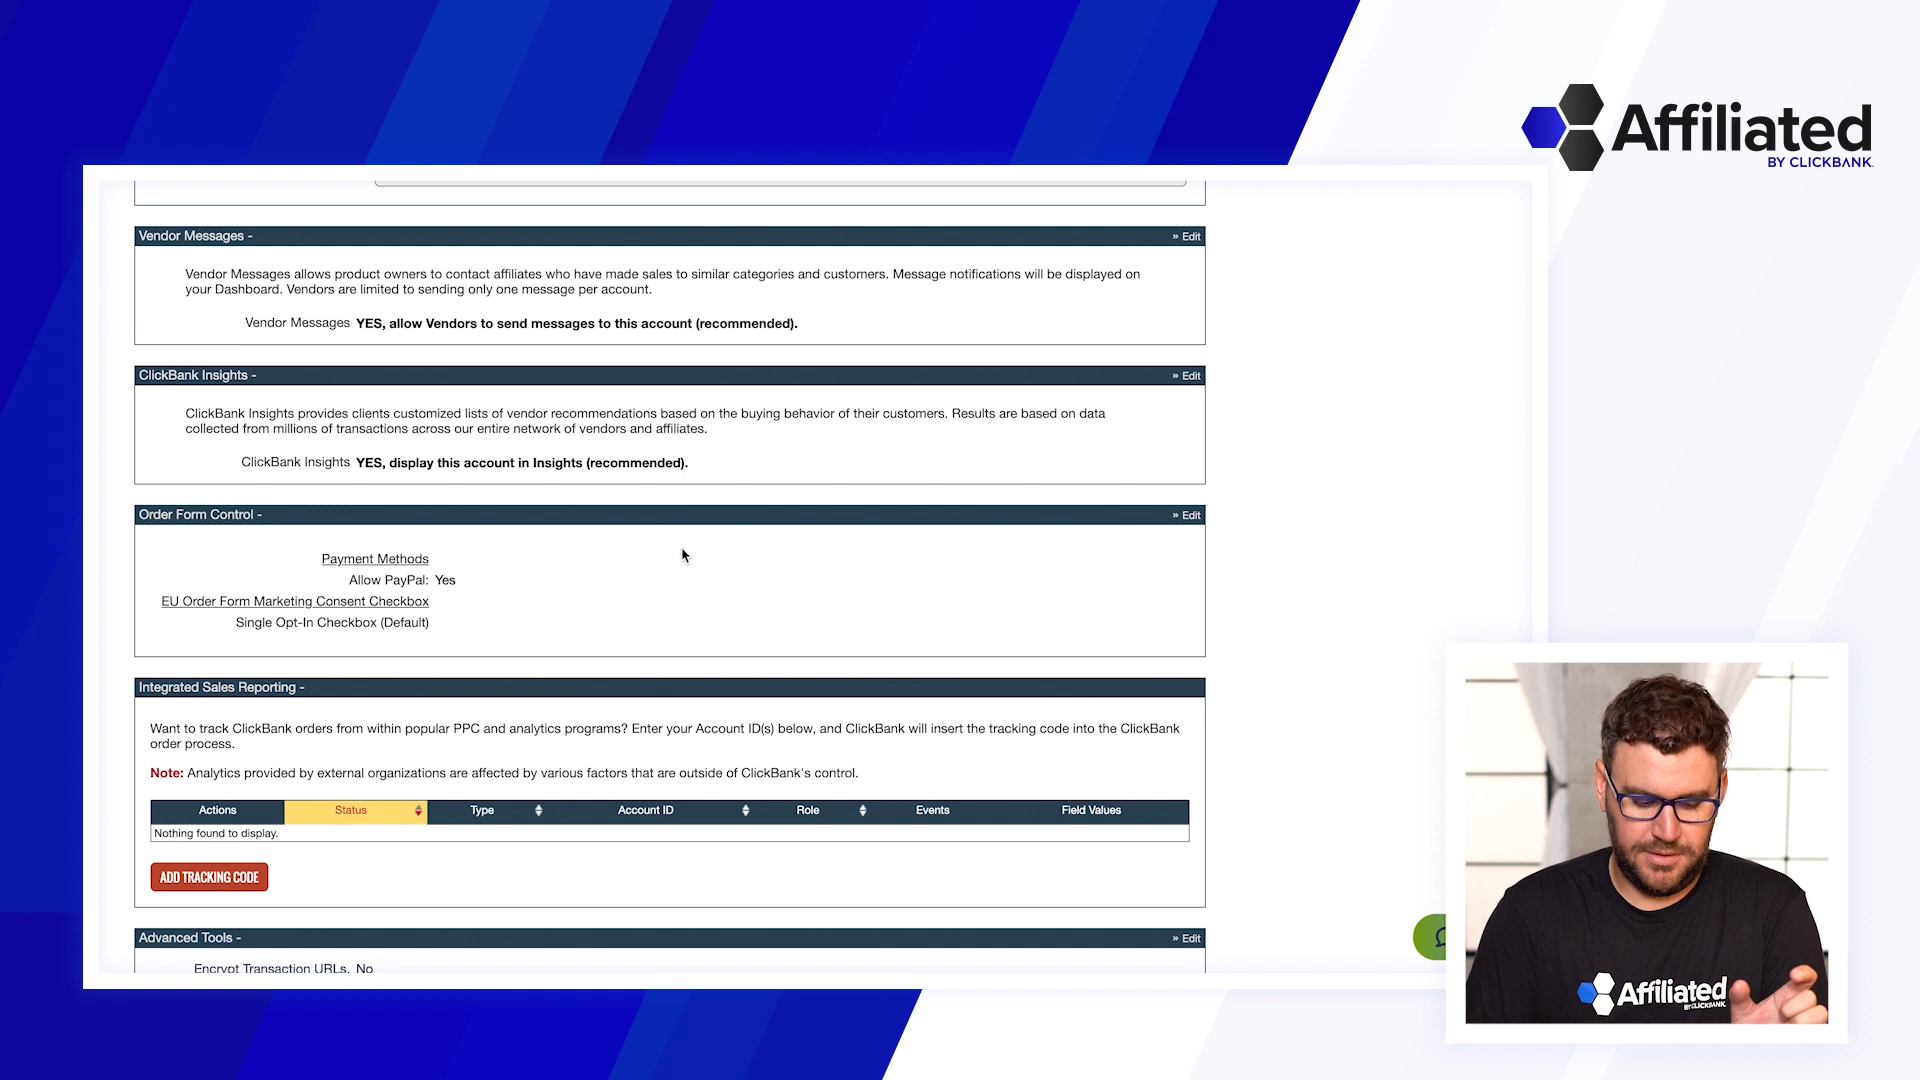 Affiliated
BY CLICKBANK
Vendor Messages -
» Edit
Vendor Messages allows product owners to contact affiliates who have made sales to similar categories and customers. Message notifications will be displayed on
your Dashboard. Vendors are limited to sending only one message per account.
Vendor Messages YES, allow Vendors to send messages to this account (recommended).
ClickBank Insights -
» Edit
ClickBank Insights provides clients customized lists of vendor recommendations based on the buying behavior of their customers. Results are based on data
collected from millions of transactions across our entire network of vendors and affiliates.
ClickBank Insights YES, display this account in Insights (recommended).
Order Form Control -
» Edit
Payment Methods
Allow PayPal: Yes
EU Order Form Marketing Consent Checkbox
Single Opt-In Checkbox (Default)
Integrated Sales Reporting -
Want to track ClickBank orders from within popular PPC and analytics programs? Enter your Account ID(s) below, and ClickBank will insert the tracking code into the ClickBank
order process.
Note: Analytics provided by external organizations are affected by various factors that are outside of ClickBank's control.
Actions Status Type Account ID Role Events Field Values
Nothing found to display.
ADD TRACKING CODE
Advanced Tools -
» Edit
Encrypt Transaction URLs. No
Affiliated
BY CLICKBANK